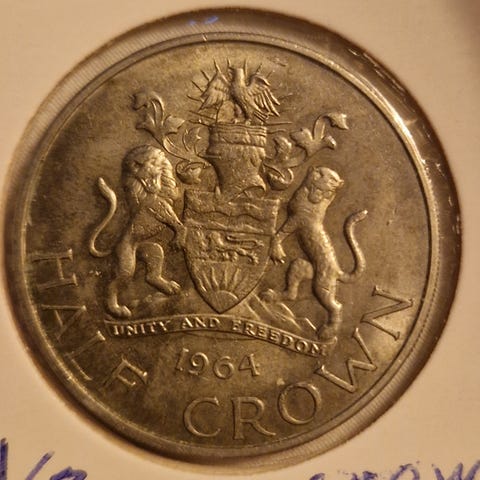 UNITY AND FREEDOM
1964
HALF CROWN